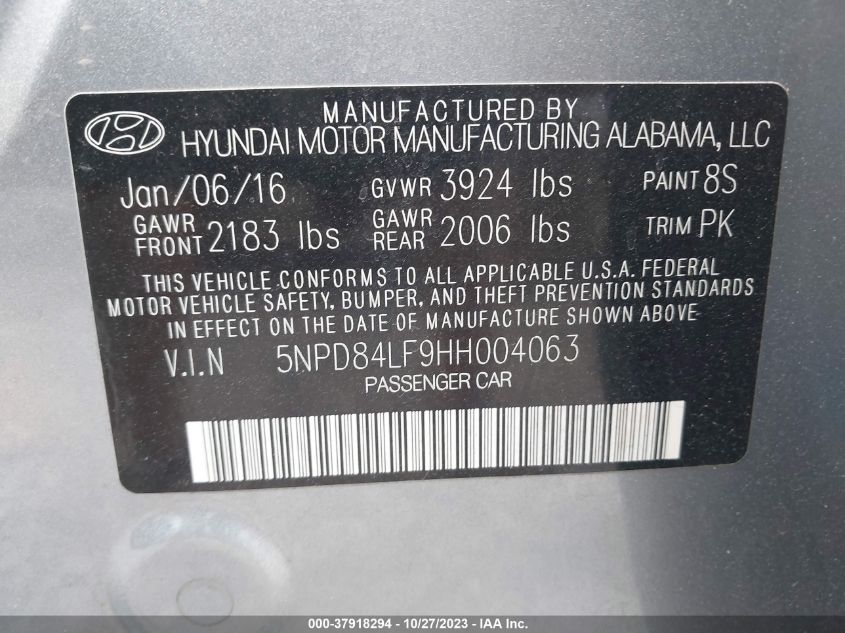 MANUFACTURED BY
HYUNDAI MOTOR MANUFACTURING ALABAMA, LLC
Jan/06/16 GVWR 3924 lbs PAINT 8S
GAWR FRONT 2183 lbs GAWR REAR 2006 lbs TRIM PK
THIS VEHICLE CONFORMS TO ALL APPLICABLE U.S.A. FEDERAL
MOTOR VEHICLE SAFETY, BUMPER, AND THEFT PREVENTION STANDARDS
IN EFFECT ON THE DATE OF MANUFACTURE SHOWN ABOVE
V.I.N 5NPD84LF9HH004063
PASSENGER CAR
000-37918294 - 10/27/2023 - IAA Inc.